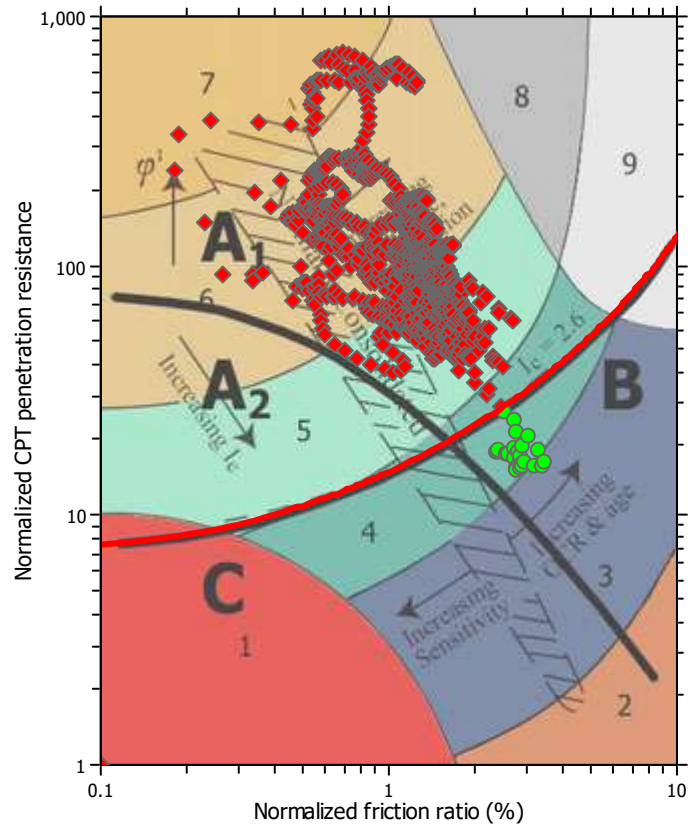 1,000
7
8
9
φ'
A1
100
6
Increasing Ic
A2
5
Ic = 2.6
B
10
4
Increasing
OCR & age
3
C
1
Increasing
Sensitivity
2
1
0.1
1
10
Normalized CPT penetration resistance
Normalized friction ratio (%)